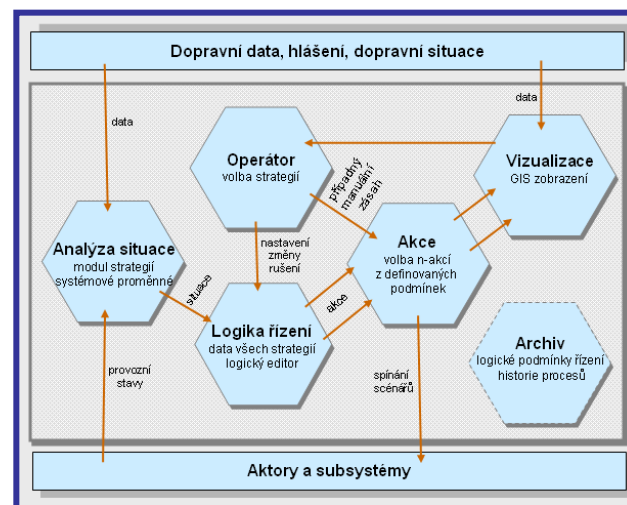 Dopravní data, hlášení, dopravní situace
data
data
Operátor
volba strategií
Vizualizace
GIS zobrazení
případný
manuální
zásah
Analýza situace
modul strategií
systémové proměnné
nastavení
změny
rušení
Akce
volba n-akcí
z definovaných
podmínek
situace
akce
Logika řízení
data všech strategií
logický editor
Archiv
logické podmínky řízení
historie procesů
provozní
stavy
spínání
scénářů
Aktory a subsystémy